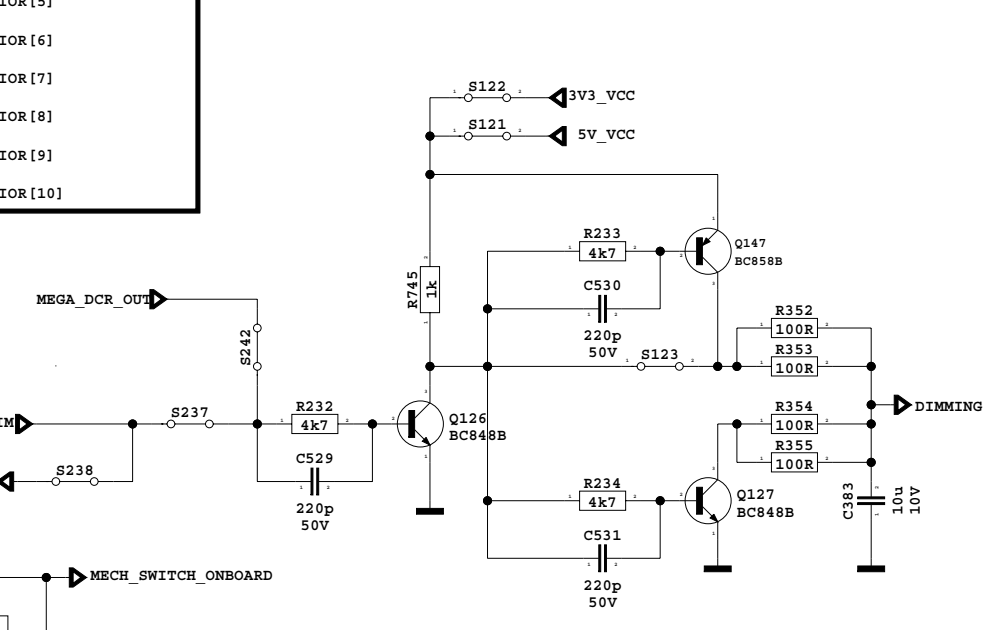 IOR[5]
IOR[6]
IOR[7]
IOR[8]
IOR[9]
IOR[10]
S122
3V3_VCC
S121
5V_VCC
R233
4k7
Q147
BC858B
R745
1k
C530
220p
50V
MEGA_DCR_OUT
S242
R352
100R
S123
R353
100R
IM
S237
R232
4k7
Q126
BC848B
R354
100R
DIMMING
S238
C529
220p
50V
R355
100R
R234
4k7
Q127
BC848B
C383
10u
10V
C531
220p
50V
MECH_SWITCH_ONBOARD